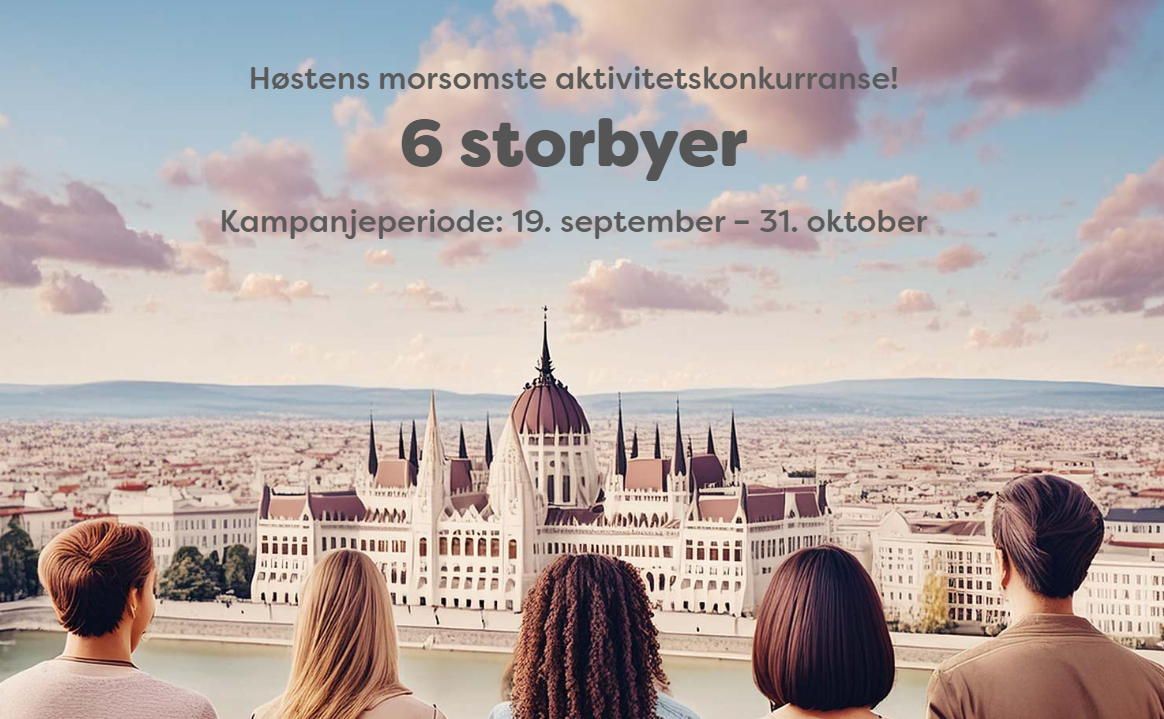 Høstens morsomste aktivitetskonkurranse!
6 storbyer
Kampanjeperiode: 19. september – 31. oktober